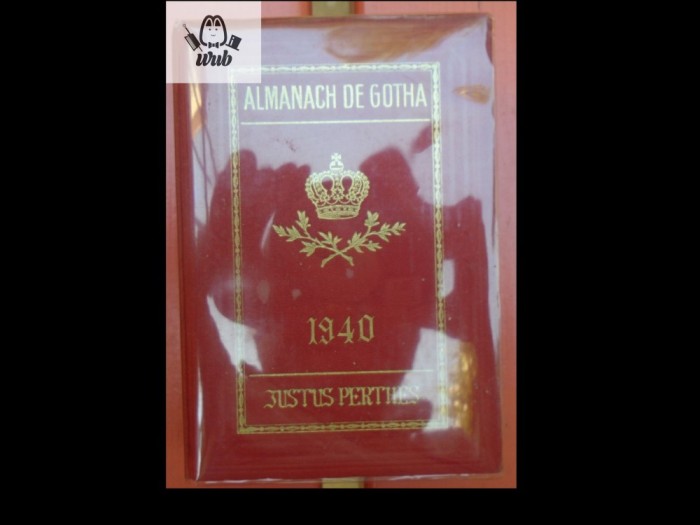 wub
ALMANACH DE GOTHA
1940
JUSTUS PERTHES